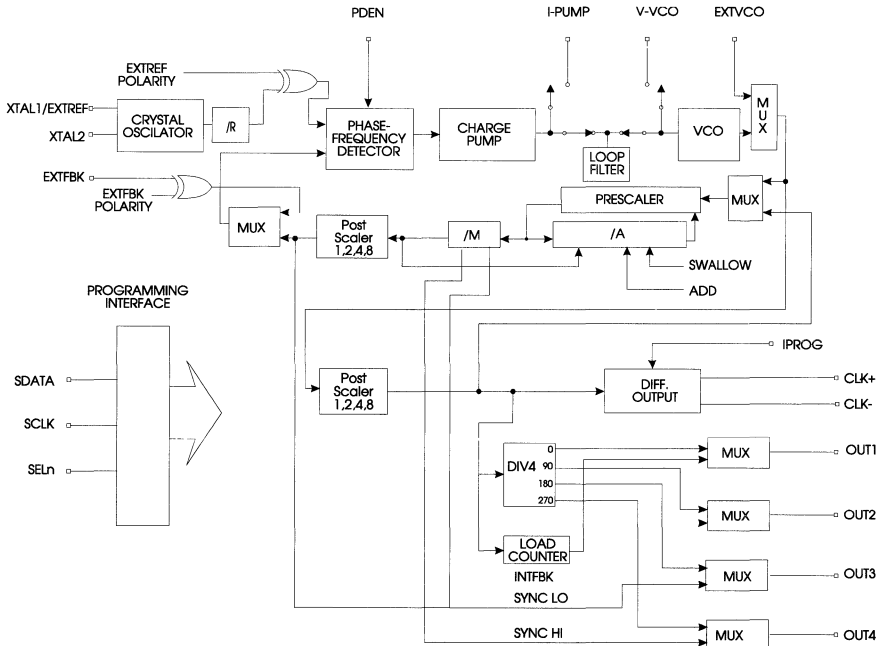 PDEN
I-PUMP
V-VCO
EXTVCO
EXTREF
POLARITY
XTAL1/EXTREF
XTAL2
CRYSTAL
OSCILATOR
/R
PHASE-
FREQUENCY
DETECTOR
CHARGE
PUMP
LOOP
FILTER
VCO
MUX
EXTFBK
EXTFBK
POLARITY
MUX
Post
Scaler
1,2,4,8
/M
PRESCALER
/A
MUX
SWALLOW
ADD
PROGRAMMING
INTERFACE
SDATA
SCLK
SELn
Post
Scaler
1,2,4,8
IPROG
DIFF.
OUTPUT
CLK+
CLK-
DIV4
0
90
180
270
MUX
OUT1
MUX
OUT2
LOAD
COUNTER
INTFBK
MUX
OUT3
SYNC LO
SYNC HI
MUX
OUT4